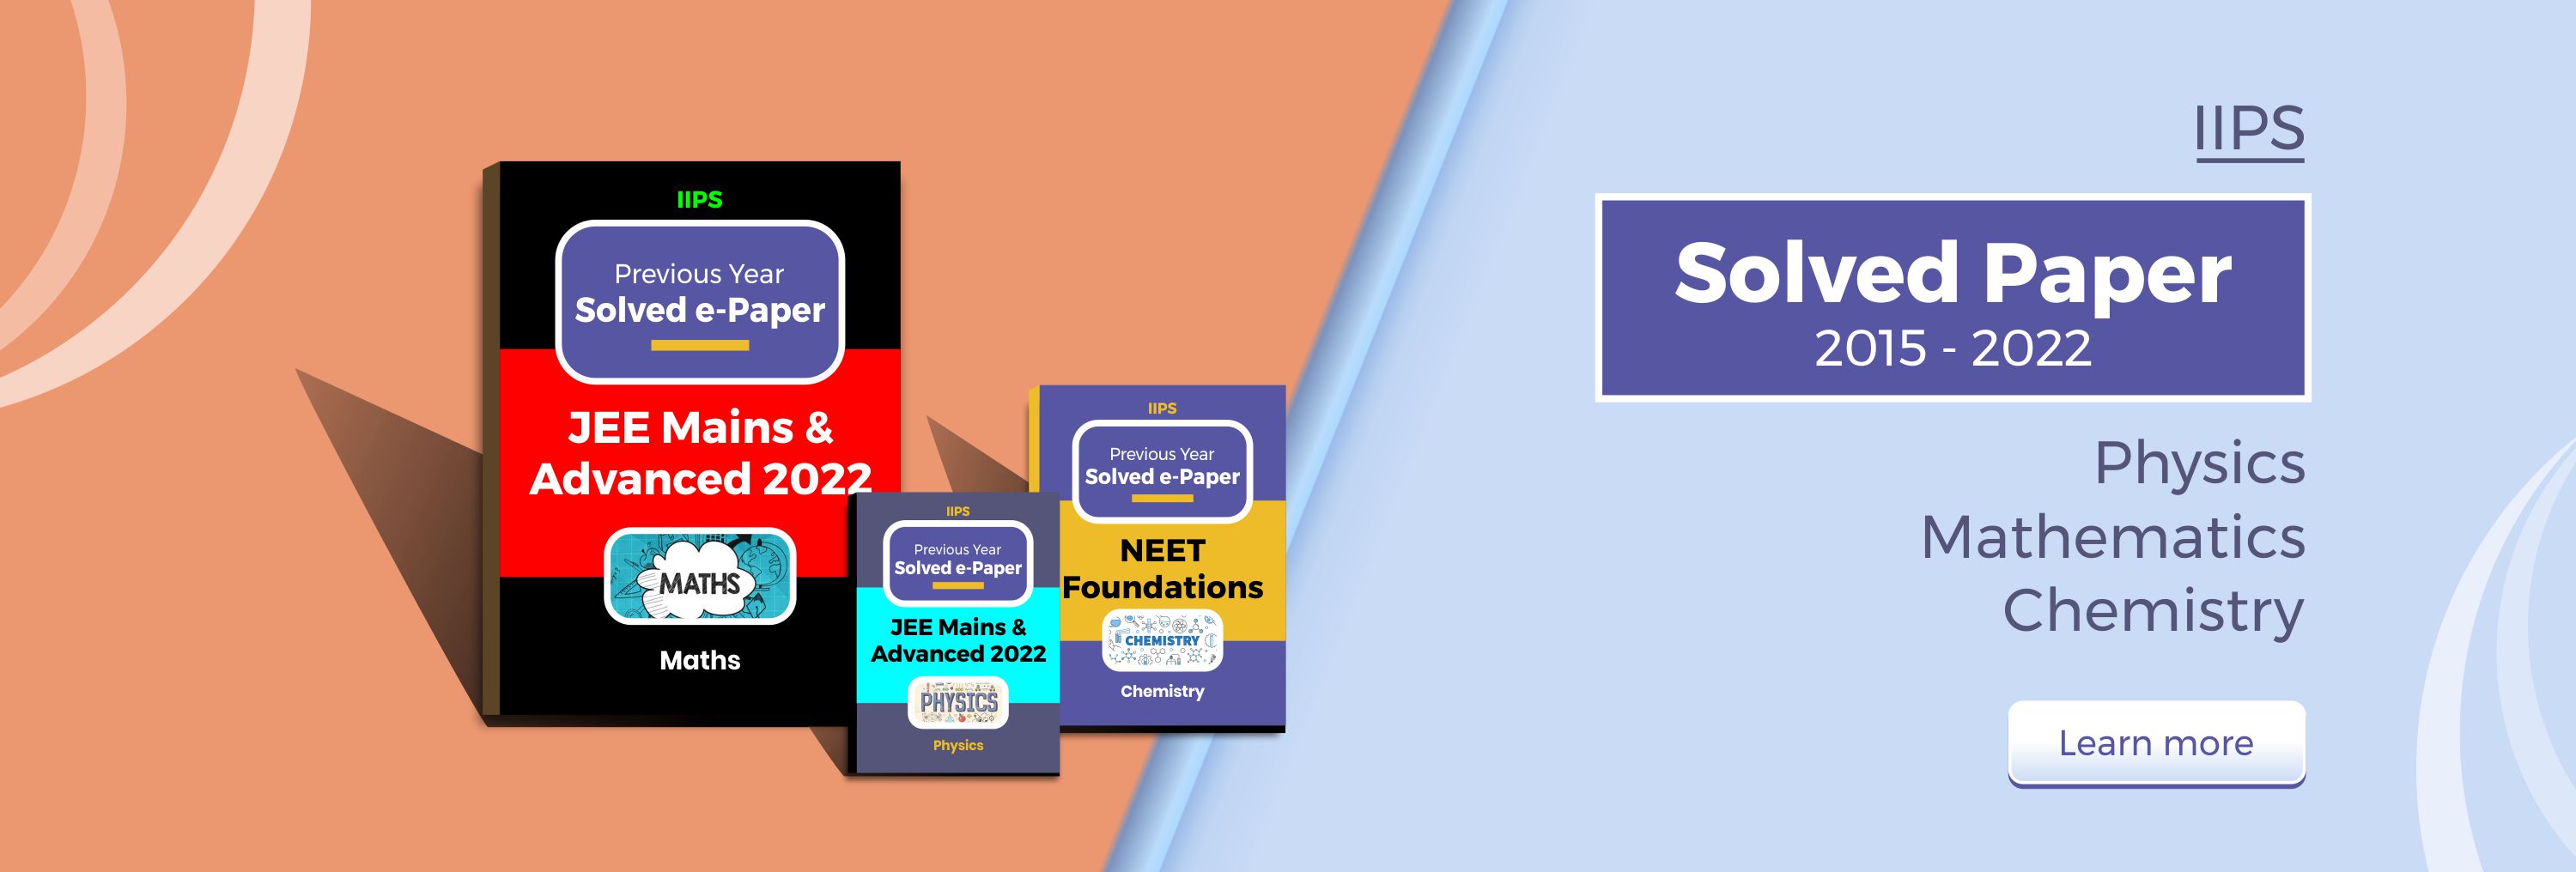 IIPS
Previous Year
Solved e-Paper
JEE Mains &
Advanced 2022
MATHS
Maths
IIPS
Previous Year
Solved e-Paper
JEE Mains &
Advanced 2022
PHYSICS
Physics
IIPS
Previous Year
Solved e-Paper
NEET
Foundations
CHEMISTRY
Chemistry
IIPS
Solved Paper
2015 - 2022
Physics
Mathematics
Chemistry
Learn more